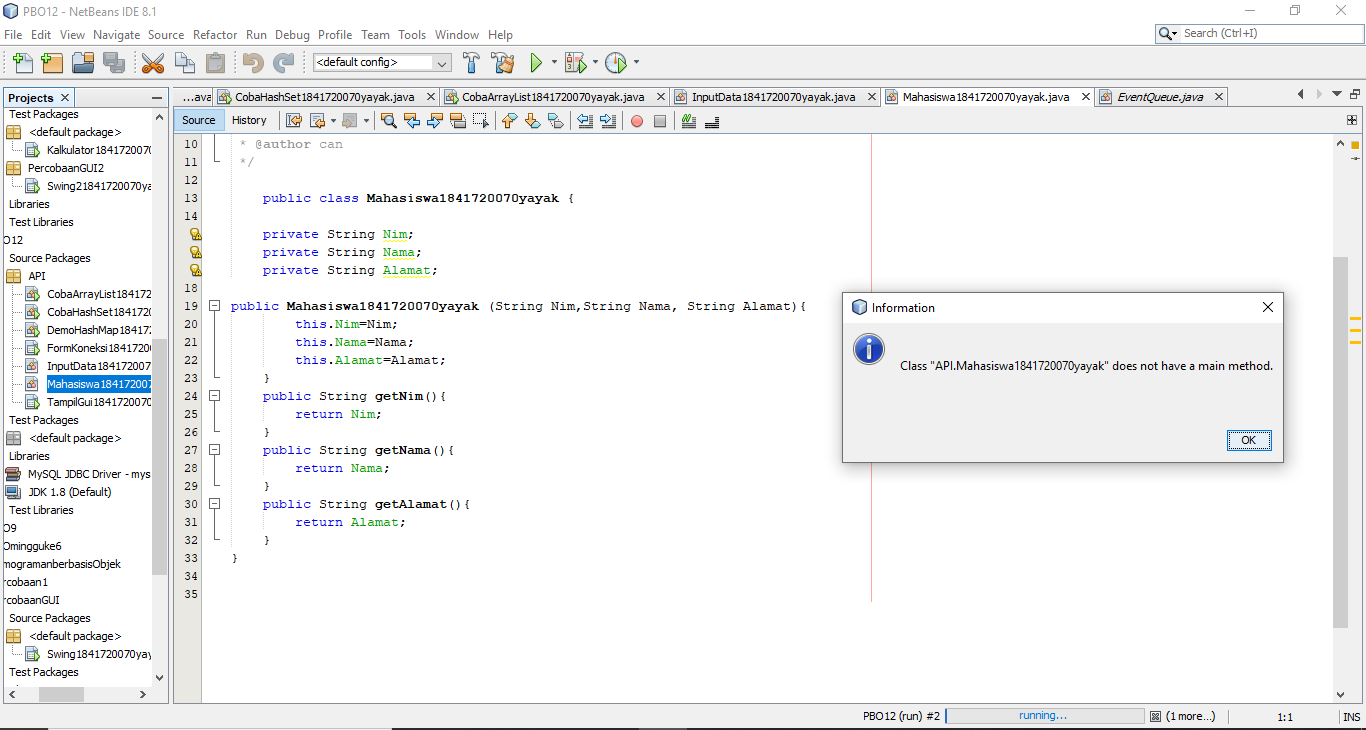 PBO12 - NetBeans IDE 8.1
File Edit View Navigate Source Refactor Run Debug Profile Team Tools Window Help
Search (Ctrl+I)
<default config>
Projects
...ava CobaHashSet1841720070yayak.java CobaArrayList1841720070yayak.java InputData1841720070yayak.java Mahasiswa1841720070yayak.java EventQueue.java
Source History
Test Packages
<default package>
Kalkulator184172007
PercobaanGUI2
Swing21841720070ya
Libraries
Test Libraries
O12
Source Packages
API
CobaArrayList184172
CobaHashSet1841720
DemoHashMap184172
FormKoneksi18417200
InputData184172007
Mahasiswa184172007
TampilGui1841720070
Test Packages
<default package>
Libraries
MySQL JDBC Driver - mys
JDK 1.8 (Default)
Test Libraries
O9
Omingguke6
mogramanberbasisObjek
rcobaan1
rcobaanGUI
Source Packages
<default package>
Swing1841720070yay
Test Packages
10 * @author can
11 */
12
13 public class Mahasiswa1841720070yayak {
14
private String Nim;
private String Nama;
private String Alamat;
18
19 public Mahasiswa1841720070yayak (String Nim,String Nama, String Alamat){
20 this.Nim=Nim;
21 this.Nama=Nama;
22 this.Alamat=Alamat;
23 }
24 public String getNim(){
25 return Nim;
26 }
27 public String getNama(){
28 return Nama;
29 }
30 public String getAlamat(){
31 return Alamat;
32 }
33 }
34
35
Information
Class "API.Mahasiswa1841720070yayak" does not have a main method.
OK
PBO12 (run) #2 running... (1 more...) 1:1 INS